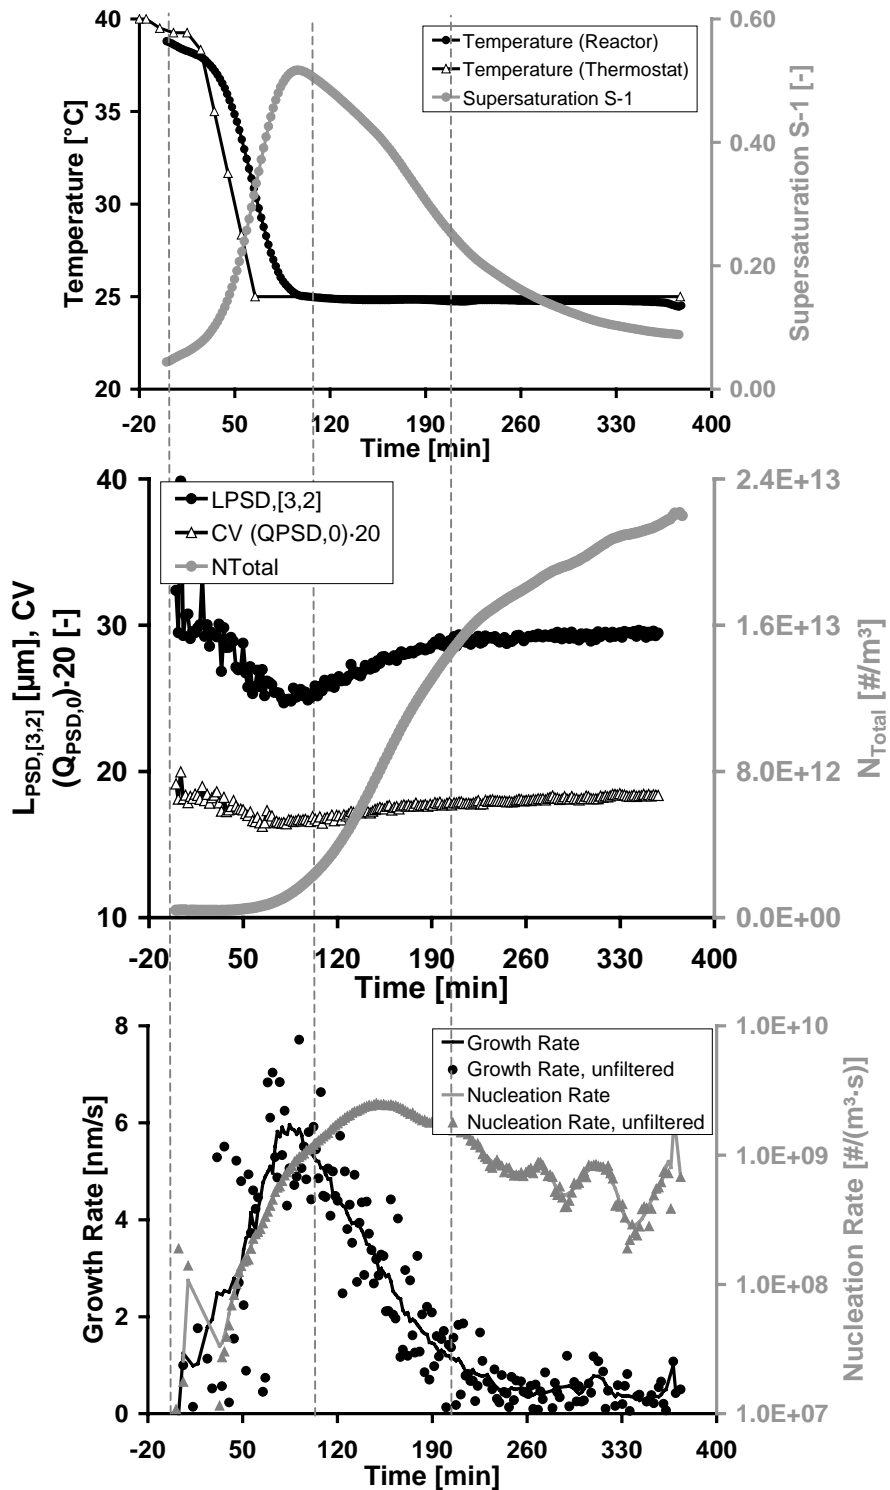 40
35
30
25
20
Temperature [°C]
0.60
0.40
0.20
0.00
Supersaturation S-1 [-]
Temperature (Reactor)
Temperature (Thermostat)
Supersaturation S-1
-20 50 120 190 260 330 400
Time [min]
40
30
20
10
LPSD,[3,2] [µm], CV
(QPSD,0)·20 [-]
2.4E+13
1.6E+13
8.0E+12
0.0E+00
NTotal [#/m³]
LPSD,[3,2]
CV (QPSD,0)·20
NTotal
-20 50 120 190 260 330 400
Time [min]
8
6
4
2
0
Growth Rate [nm/s]
1.0E+10
1.0E+09
1.0E+08
1.0E+07
Nucleation Rate [#/(m³·s)]
Growth Rate
Growth Rate, unfiltered
Nucleation Rate
Nucleation Rate, unfiltered
-20 50 120 190 260 330 400
Time [min]